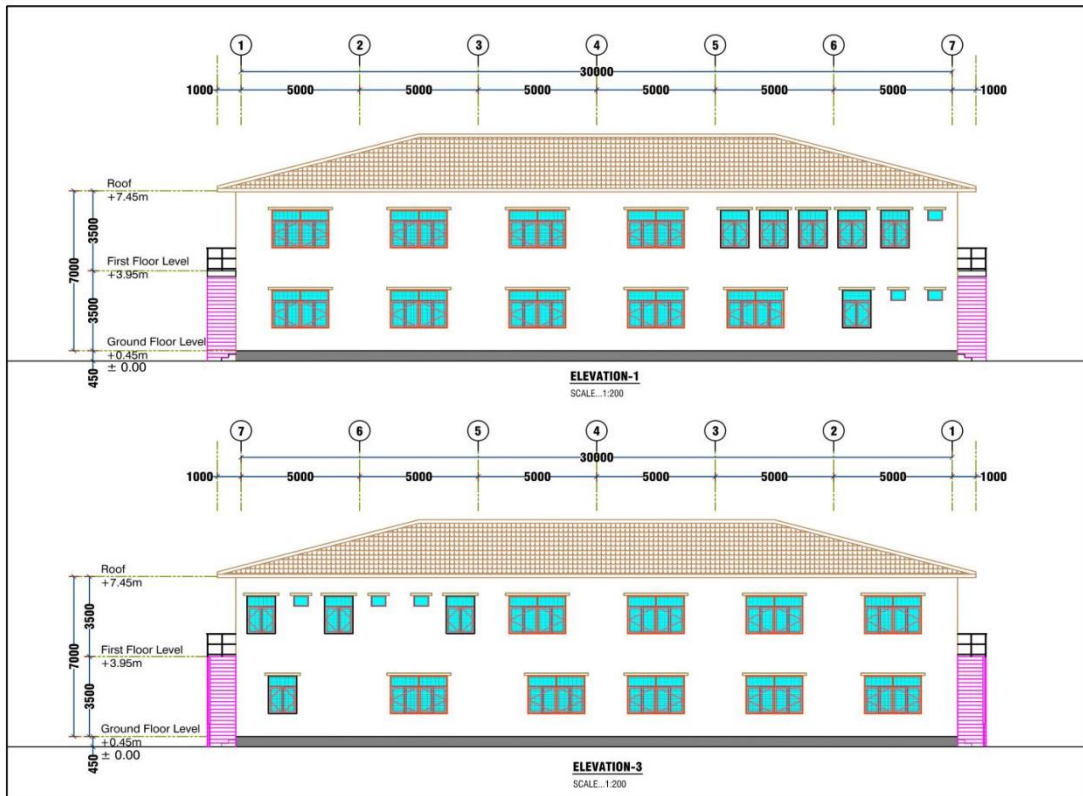 1 2 3 4 5 6 7
30000
1000 5000 5000 5000 5000 5000 5000 1000
Roof
+7.45m
3500
7000
First Floor Level
+3.95m
3500
Ground Floor Level
+0.45m
± 0.00
450
ELEVATION-1
SCALE...1:200
7 6 5 4 3 2 1
30000
1000 5000 5000 5000 5000 5000 5000 1000
Roof
+7.45m
3500
7000
First Floor Level
+3.95m
3500
Ground Floor Level
+0.45m
± 0.00
450
ELEVATION-3
SCALE...1:200